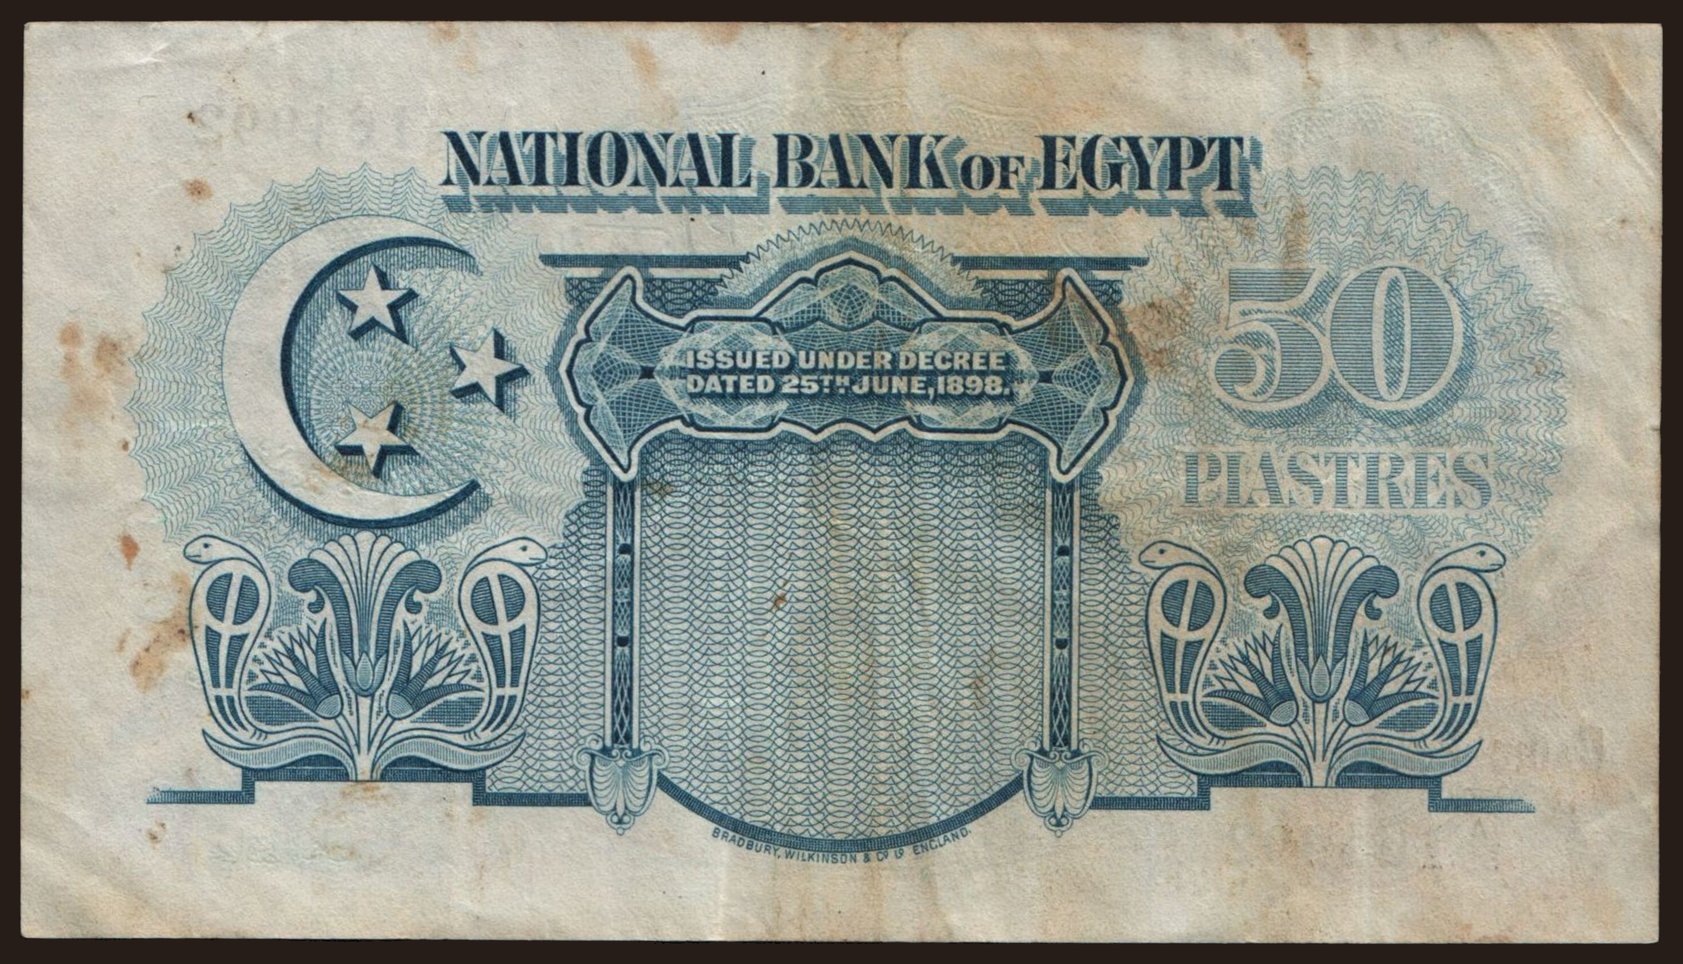 NATIONAL BANK OF EGYPT
ISSUED UNDER DECREE
DATED 25TH JUNE, 1898.
50
PIASTRES
BRADBURY, WILKINSON & Cº Lᴰ ENGLAND.